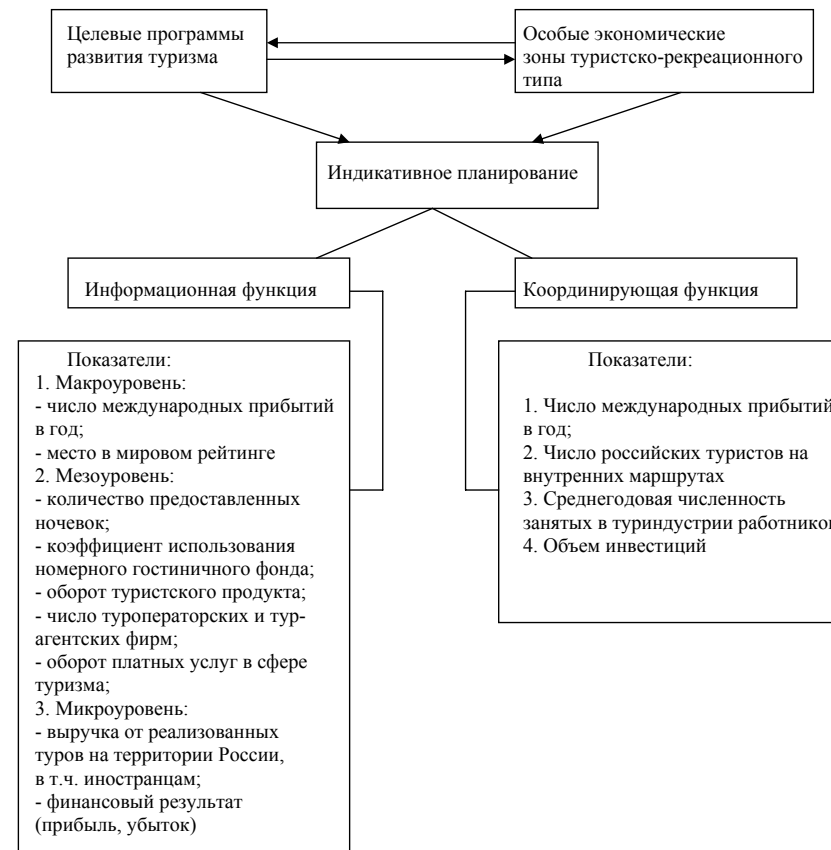 Целевые программы
развития туризма
Особые экономические
зоны туристско-рекреационного
типа
Индикативное планирование
Информационная функция
Координирующая функция
Показатели:
1. Макроуровень:
- число международных прибытий
в год;
- место в мировом рейтинге
2. Мезоуровень:
- количество предоставленных
ночевок;
- коэффициент использования
номерного гостиничного фонда;
- оборот туристского продукта;
- число туроператорских и тур-
агентских фирм;
- оборот платных услуг в сфере
туризма;
3. Микроуровень:
- выручка от реализованных
туров на территории России,
в т.ч. иностранцам;
- финансовый результат
(прибыль, убыток)
Показатели:
1. Число международных прибытий
в год;
2. Число российских туристов на
внутренних маршрутах
3. Среднегодовая численность
занятых в туриндустрии работников
4. Объем инвестиций